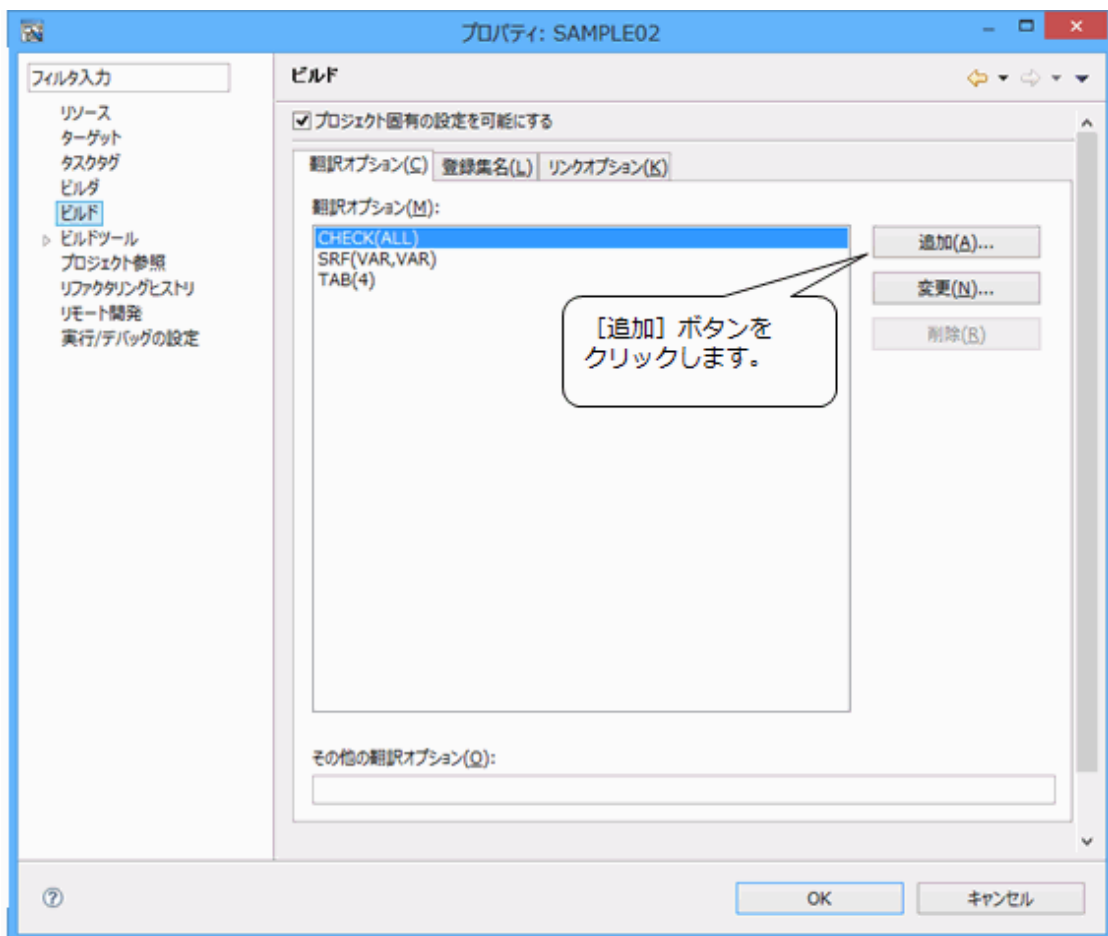 プロパティ: SAMPLE02
フィルタ入力
リソース
ターゲット
タスクタグ
ビルダ
ビルド
ビルドツール
プロジェクト参照
リファクタリングヒストリ
リモート開発
実行/デバッグの設定
ビルド
プロジェクト固有の設定を可能にする
翻訳オプション(C) 登録集名(L) リンクオプション(K)
翻訳オプション(M):
CHECK(ALL)
SRF(VAR,VAR)
TAB(4)
追加(A)...
変更(N)...
削除(R)
［追加］ボタンを
クリックします。
その他の翻訳オプション(O):
OK キャンセル